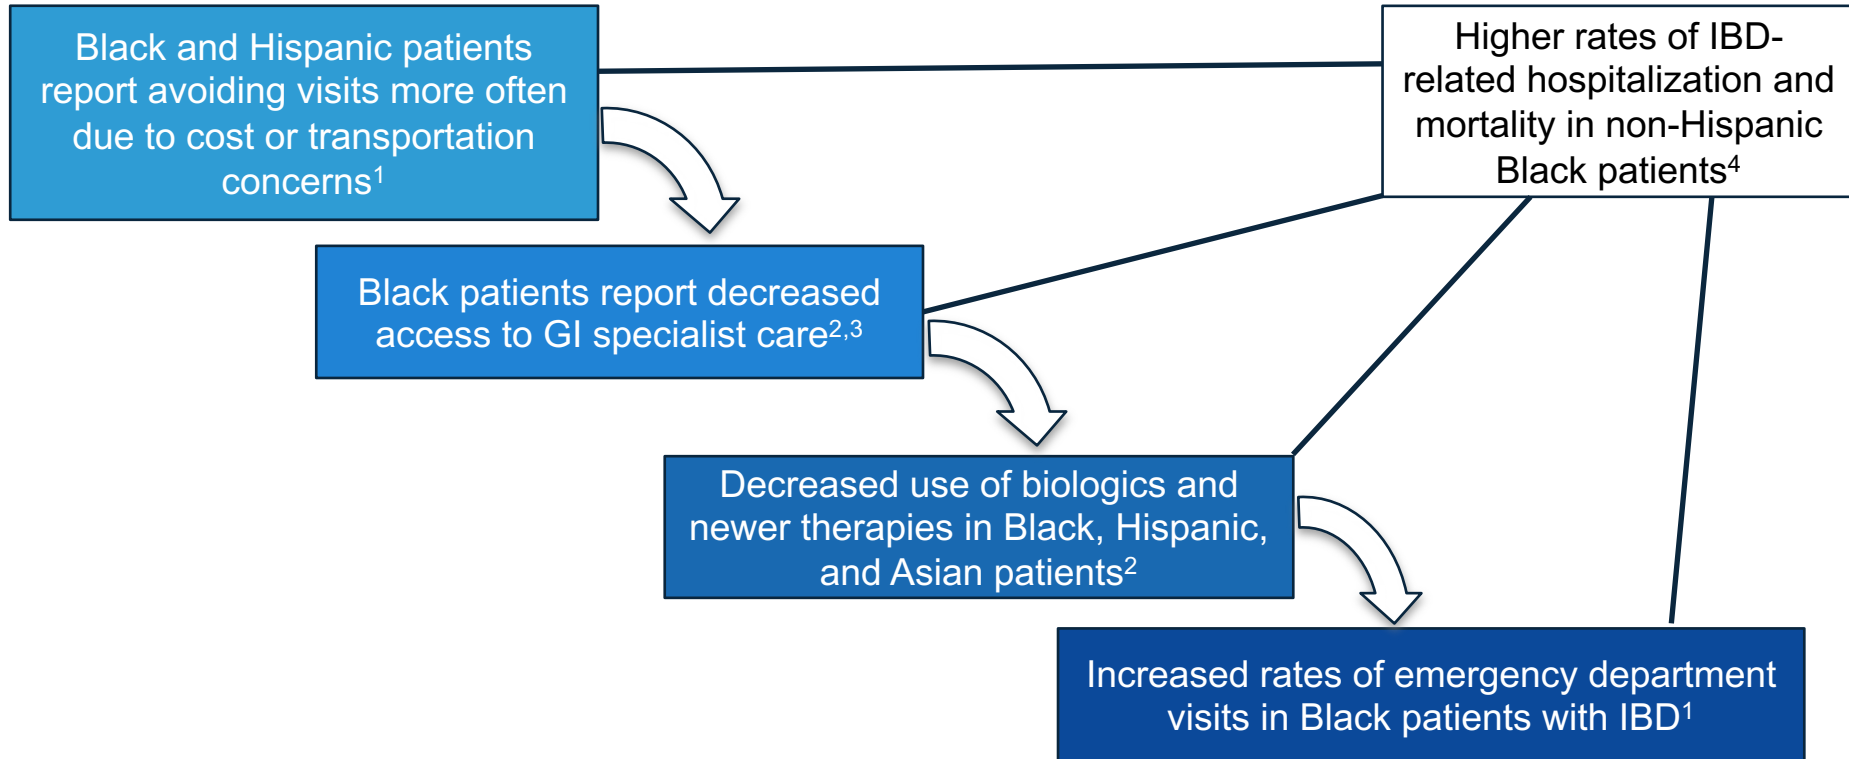 Black and Hispanic patients
report avoiding visits more often
due to cost or transportation
concerns¹
Higher rates of IBD-
related hospitalization and
mortality in non-Hispanic
Black patients⁴
Black patients report decreased
access to GI specialist care²,³
Decreased use of biologics and
newer therapies in Black, Hispanic,
and Asian patients²
Increased rates of emergency department
visits in Black patients with IBD¹